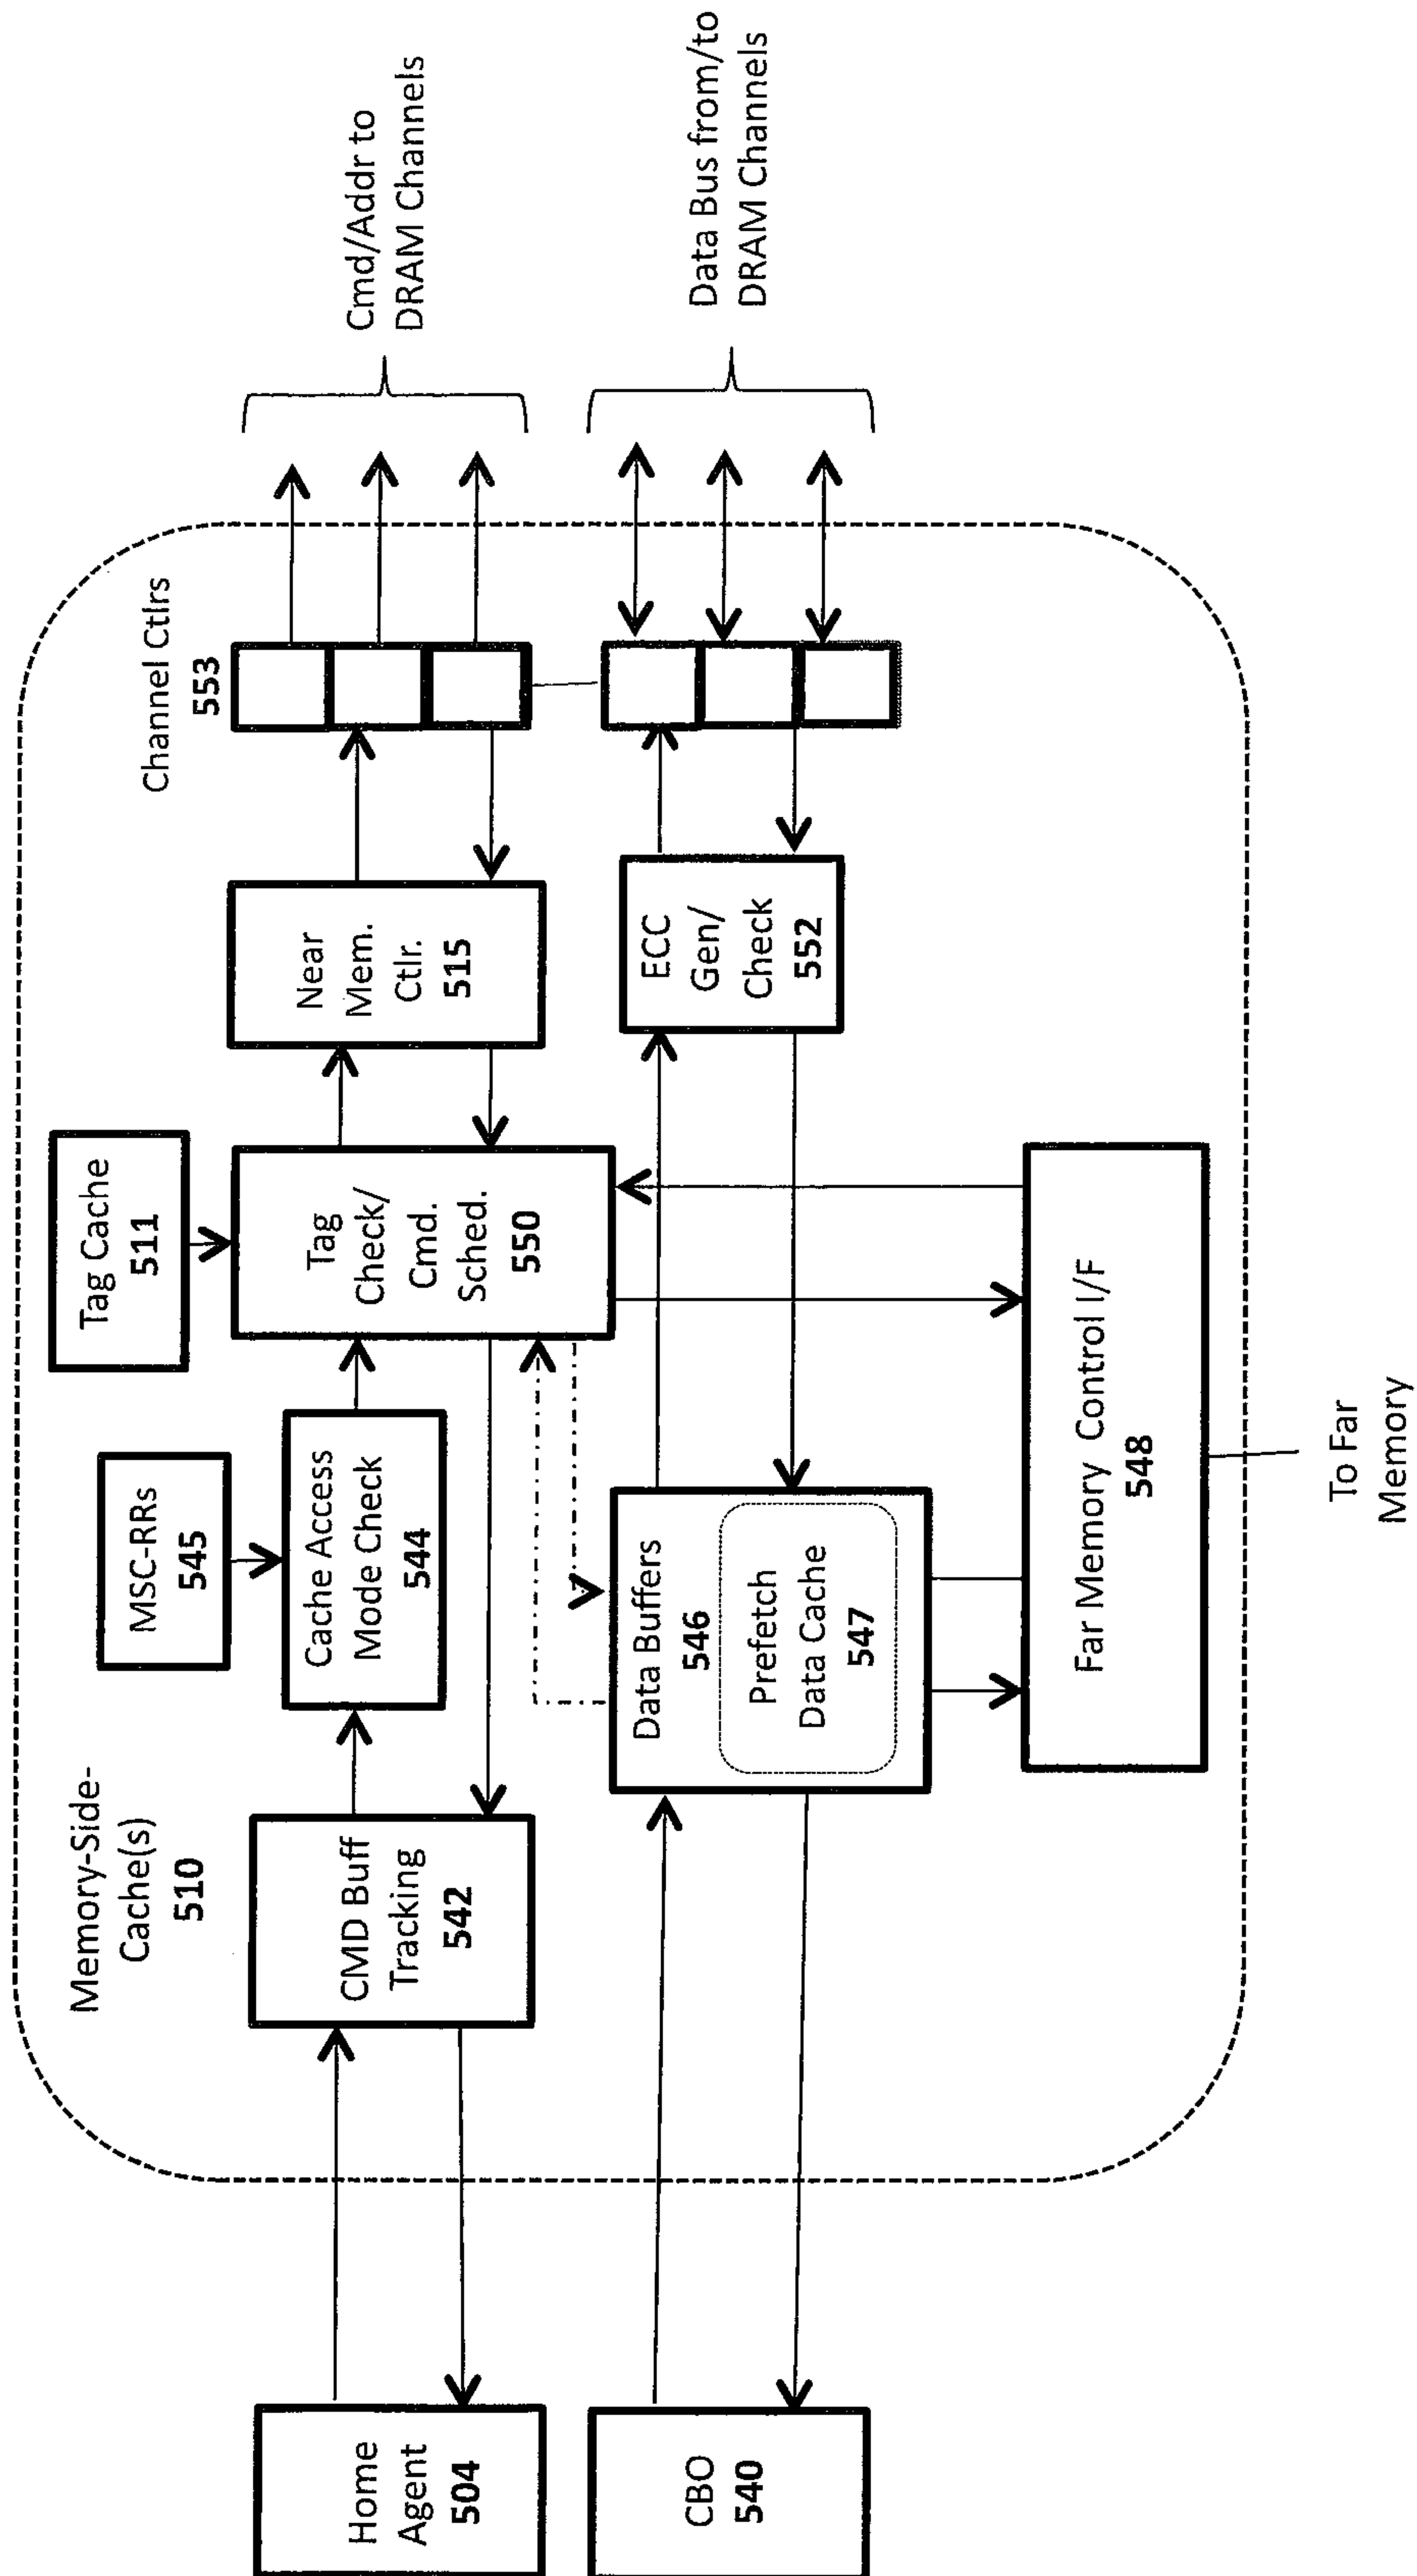 Memory-Side-
Cache(s)
510
MSC-RRs
545
Tag Cache
511
Channel Ctlrs
553
Cmd/Addr to
DRAM Channels
Home
Agent
504
CMD Buff
Tracking
542
Cache Access
Mode Check
544
Tag
Check/
Cmd.
Sched.
550
Near
Mem.
Ctlr.
515
Data Bus from/to
DRAM Channels
CBO
540
Data Buffers
546
Prefetch
Data Cache
547
ECC
Gen/
Check
552
Far Memory Control I/F
548
To Far
Memory